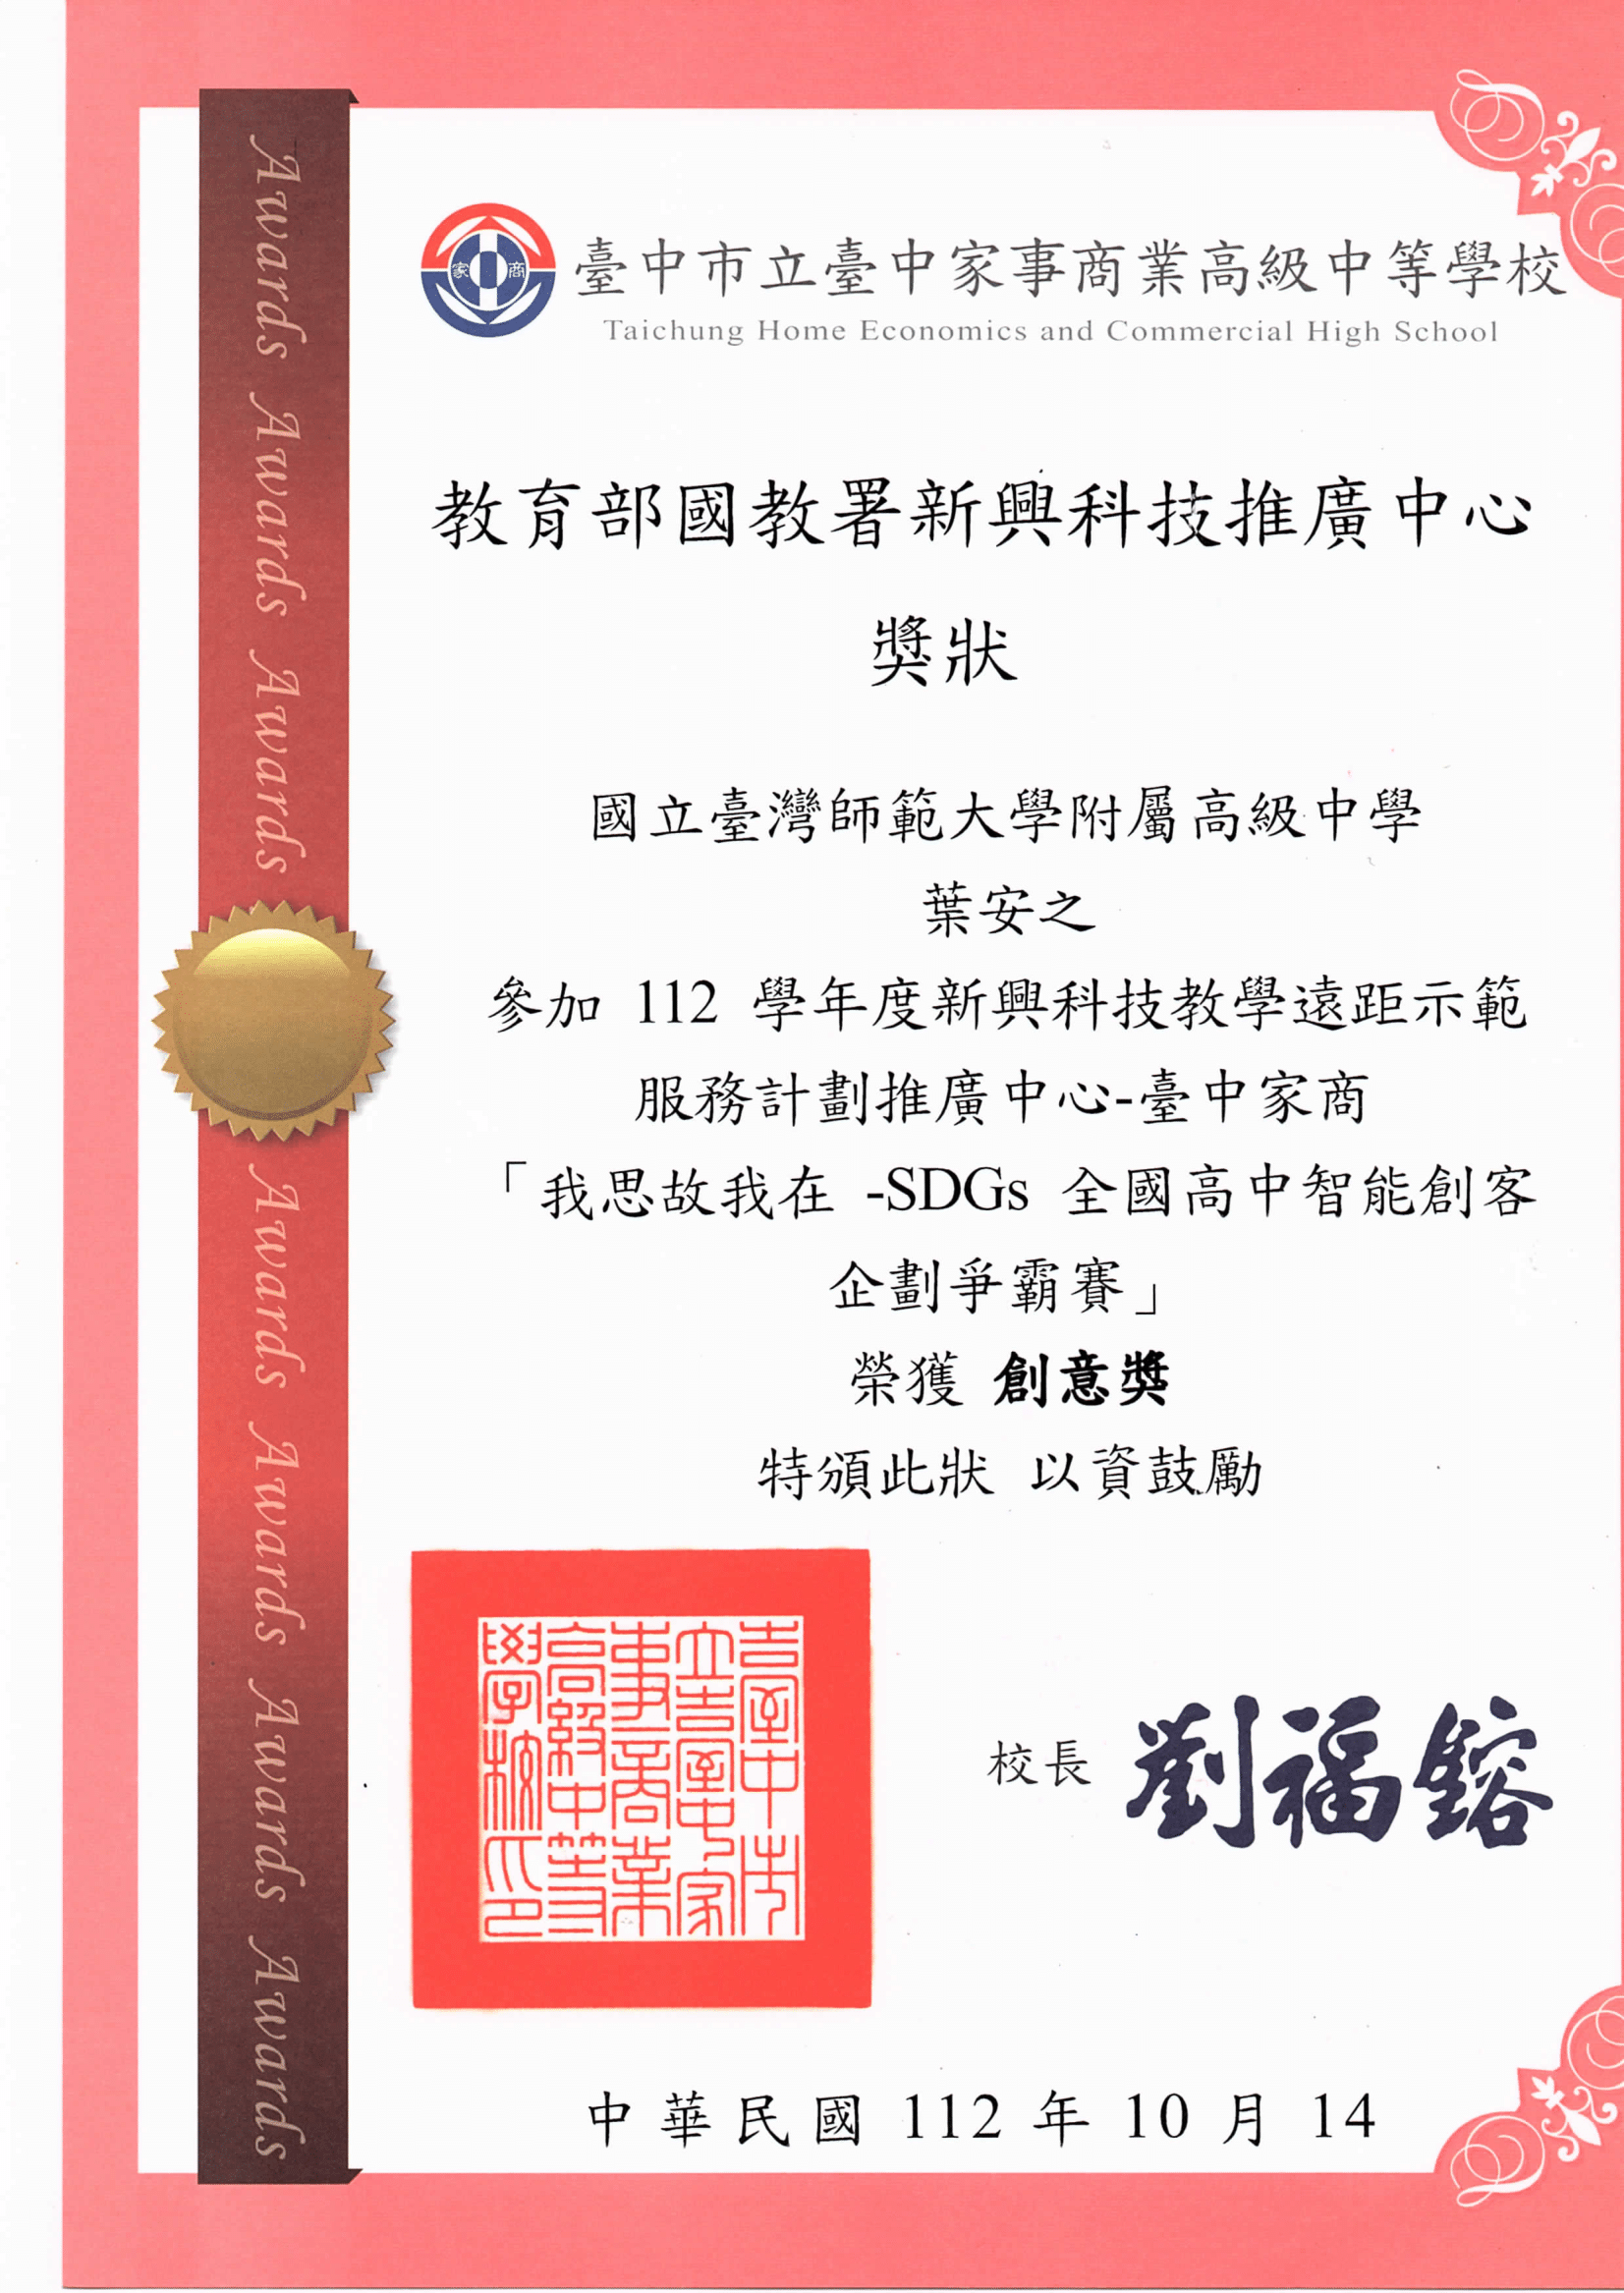 臺中市立臺中家事商業高級中等學校
Taichung Home Economics and Commercial High School
教育部國教署新興科技推廣中心
獎狀
國立臺灣師範大學附屬高級中學
葉安之
參加 112 學年度新興科技教學遠距示範
服務計劃推廣中心-臺中家商
「我思故我在 -SDGs 全國高中智能創客
企劃爭霸賽」
榮獲 創意獎
特頒此狀 以資鼓勵
臺中市
立臺中家
事商業
高級中等
學校印
校長 劉福鎔
中華民國 112 年 10 月 14
Awards Awards Awards Awards Awards Awards Awards
家商